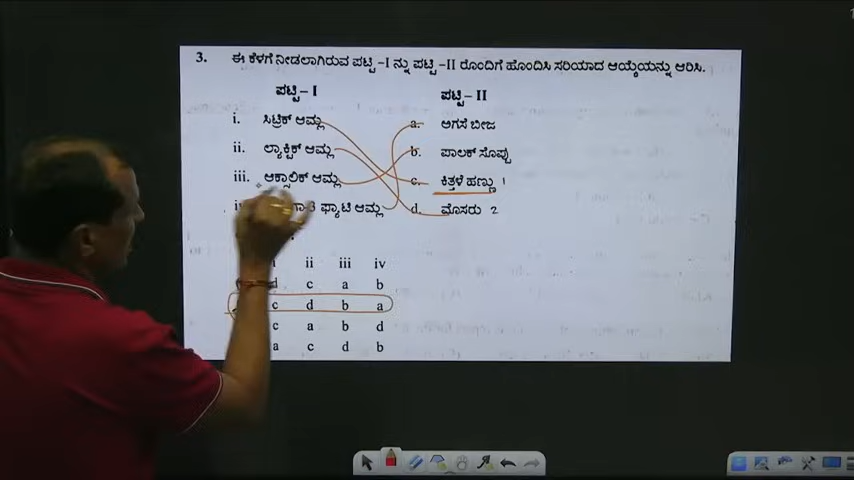 3. ಈ ಕೆಳಗೆ ನೀಡಲಾಗಿರುವ ಪಟ್ಟಿ -I ನ್ನು ಪಟ್ಟಿ -II ರೊಂದಿಗೆ ಹೊಂದಿಸಿ ಸರಿಯಾದ ಆಯ್ಕೆಯನ್ನು ಆರಿಸಿ.
ಪಟ್ಟಿ- I ಪಟ್ಟಿ- II
i. ಸಿಟ್ರಿಕ್ ಆಮ್ಲ a. ಅಗಸೆ ಬೀಜ
ii. ಲ್ಯಾಕ್ಟಿಕ್ ಆಮ್ಲ b. ಪಾಲಕ್ ಸೊಪ್ಪು
iii. ಆಕ್ಸಾಲಿಕ್ ಆಮ್ಲ c. ಕಿತ್ತಳೆ ಹಣ್ಣು 1
ಫ್ಯಾಟಿ ಆಮ್ಲ d. ಮೊಸರು 2
i ii iii iv
d c a b
c d b a
c a b d
a c d b